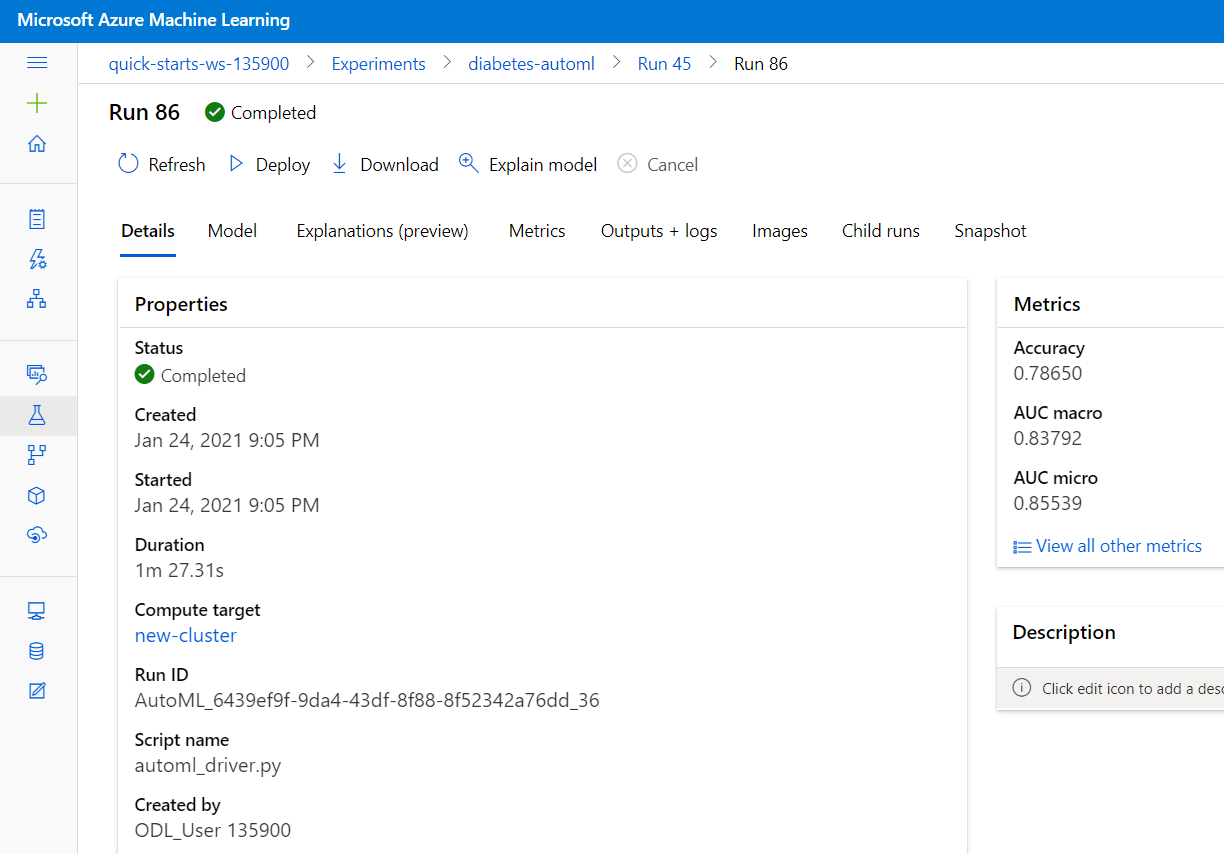 Microsoft Azure Machine Learning
quick-starts-ws-135900 > Experiments > diabetes-automl > Run 45 > Run 86
Run 86 Completed
Refresh Deploy Download Explain model Cancel
Details Model Explanations (preview) Metrics Outputs + logs Images Child runs Snapshot
Properties
Status
Completed
Created
Jan 24, 2021 9:05 PM
Started
Jan 24, 2021 9:05 PM
Duration
1m 27.31s
Compute target
new-cluster
Run ID
AutoML_6439ef9f-9da4-43df-8f88-8f52342a76dd_36
Script name
automl_driver.py
Created by
ODL_User 135900
Metrics
Accuracy
0.78650
AUC macro
0.83792
AUC micro
0.85539
View all other metrics
Description
Click edit icon to add a desc